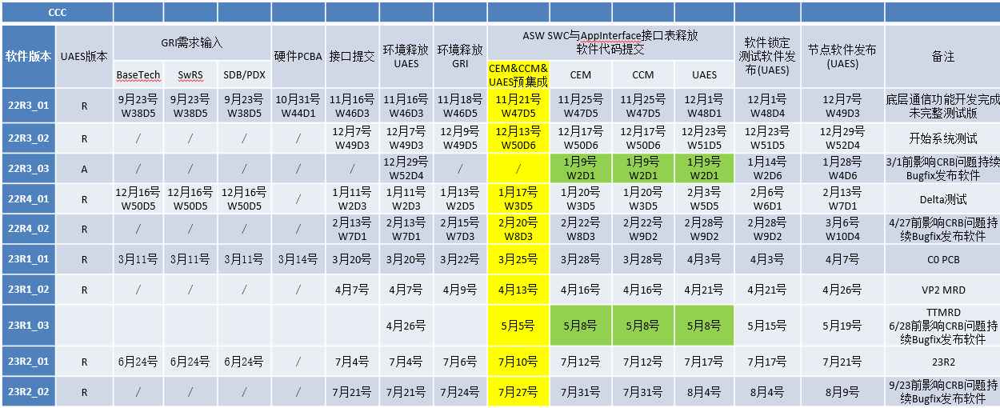 CCC
软件版本
UAES版本
GRI需求输入
BaseTech
SwRS
SDB/PDX
硬件PCBA
接口提交
环境释放
UAES
环境释放
GRI
ASW SWC与AppInterface接口表释放
软件代码提交
CEM&CCM&
UAES预集成
CEM
CCM
UAES
软件锁定
测试软件发
布(UAES)
节点软件发布
(UAES)
备注
22R3_01
R
9月23号
W38D5
9月23号
W38D5
9月23号
W38D5
10月31号
W44D1
11月16号
W46D3
11月16号
W46D3
11月18号
W46D5
11月21号
W47D5
11月25号
W47D5
11月25号
W47D5
12月1号
W48D1
12月1号
W48D4
12月7号
W49D3
底层通信功能开发完成
未完整测试版
22R3_02
R
/
/
/
/
12月7号
W49D3
12月7号
W49D3
12月9号
W49D5
12月13号
W50D6
12月17号
W50D6
12月17号
W50D6
12月23号
W51D5
12月23号
W51D5
12月29号
W52D4
开始系统测试
22R3_03
A
/
/
/
/
/
12月29号
W52D4
/
/
1月9号
W2D1
1月9号
W2D1
1月9号
W2D1
1月14号
W2D6
1月28号
W4D6
3/1前影响CRB问题持续
Bugfix发布软件
22R4_01
R
12月16号
W50D5
12月16号
W50D5
12月16号
W50D5
/
1月11号
W2D3
1月11号
W2D3
1月13号
W2D5
1月17号
W3D5
1月20号
W3D5
1月20号
W3D5
2月3号
W5D5
2月6号
W6D1
2月13号
W7D1
Delta测试
22R4_02
R
/
/
/
/
2月13号
W7D1
2月13号
W7D1
2月15号
W7D3
2月20号
W8D3
2月22号
W8D3
2月22号
W9D2
2月28号
W9D2
2月28号
W9D2
3月6号
W10D4
4/27前影响CRB问题持
续Bugfix发布软件
23R1_01
R
3月11号
3月11号
3月11号
3月14号
3月20号
3月20号
3月22号
3月25号
3月28号
3月28号
4月3号
4月3号
4月7号
C0 PCB
23R1_02
R
/
/
/
/
4月7号
4月7号
4月9号
4月13号
4月16号
4月16号
4月21号
4月21号
4月26号
VP2 MRD
23R1_03
4月26号
5月5号
5月8号
5月8号
5月8号
5月15号
5月19号
TTMRD
6/28前影响CRB问题持
续Bugfix发布软件
23R2_01
R
6月24号
6月24号
6月24号
/
7月4号
7月4号
7月6号
7月10号
7月12号
7月12号
7月17号
7月17号
7月21号
23R2
23R2_02
R
/
/
/
/
7月21号
7月21号
7月24号
7月27号
7月31号
7月31号
8月4号
8月4号
8月9号
9/23前影响CRB问题持
续Bugfix发布软件